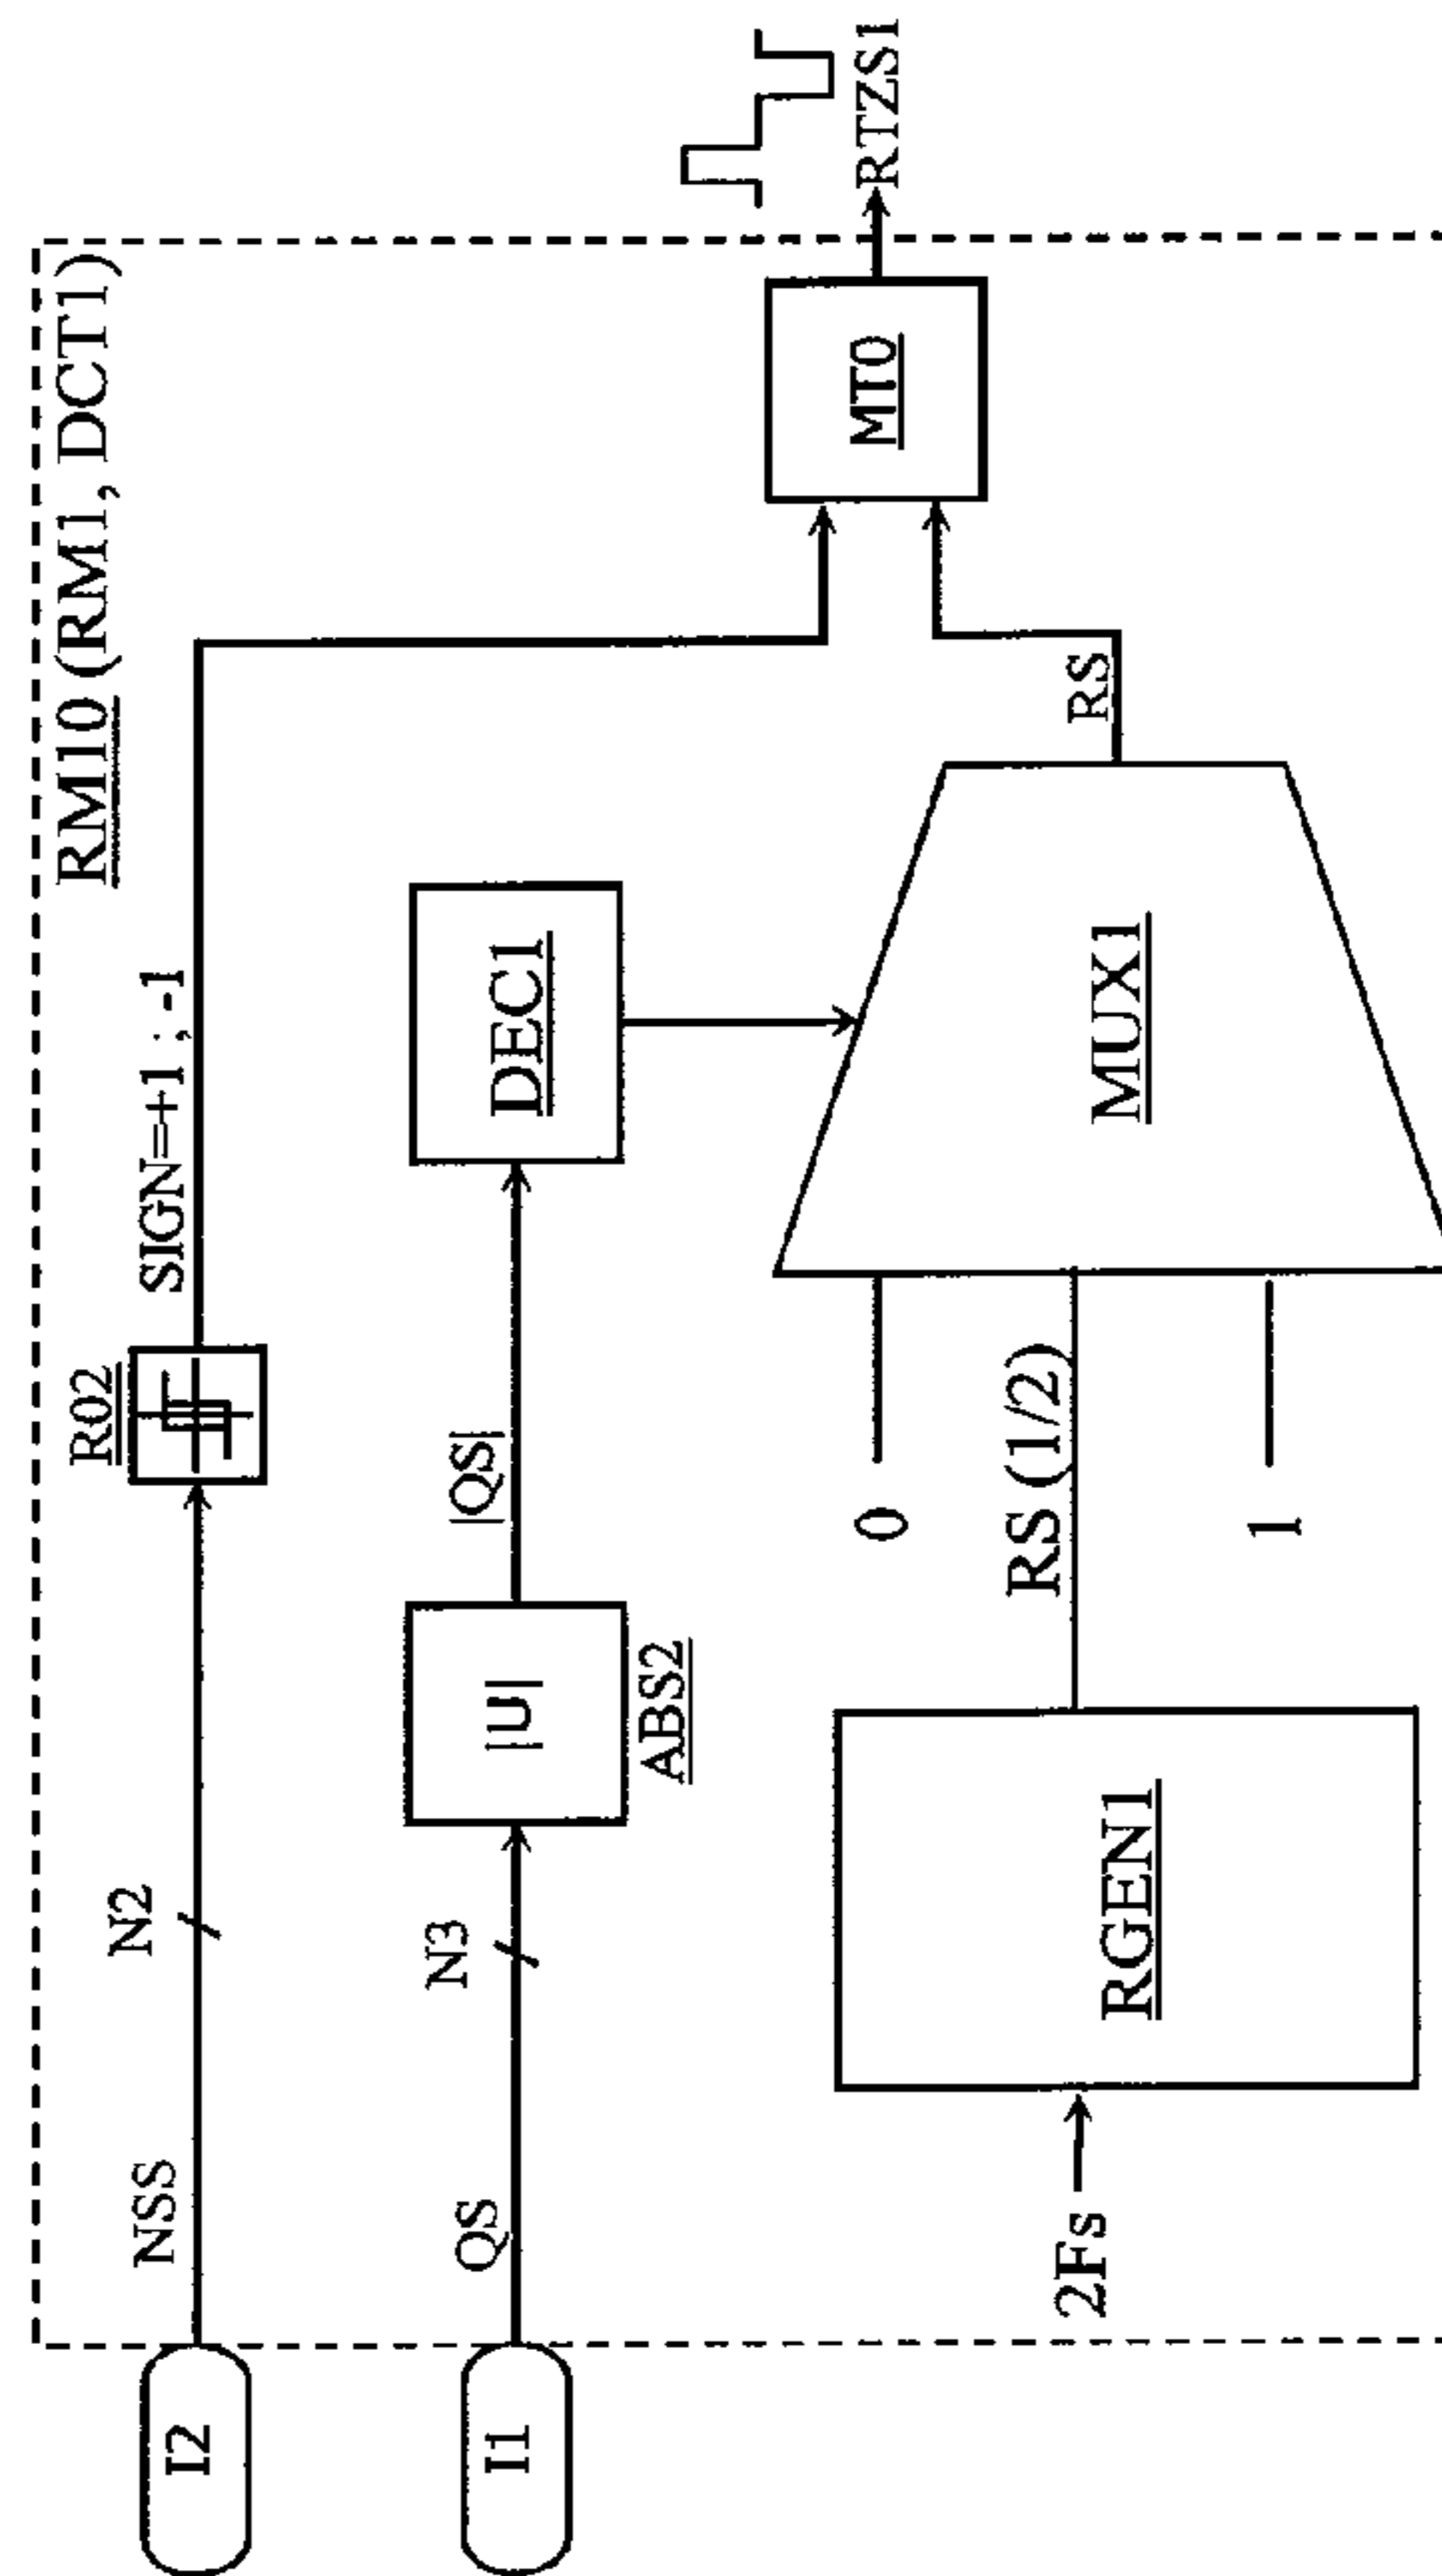 RM10 (RM1, DCT1)
R02
SIGN=+1 ; -1
I2
NSS
N2
I1
QS
N3
|U|
ABS2
|QS|
DEC1
MT0
RTZS1
2Fs
RGEN1
RS (1/2)
0
1
MUX1
RS